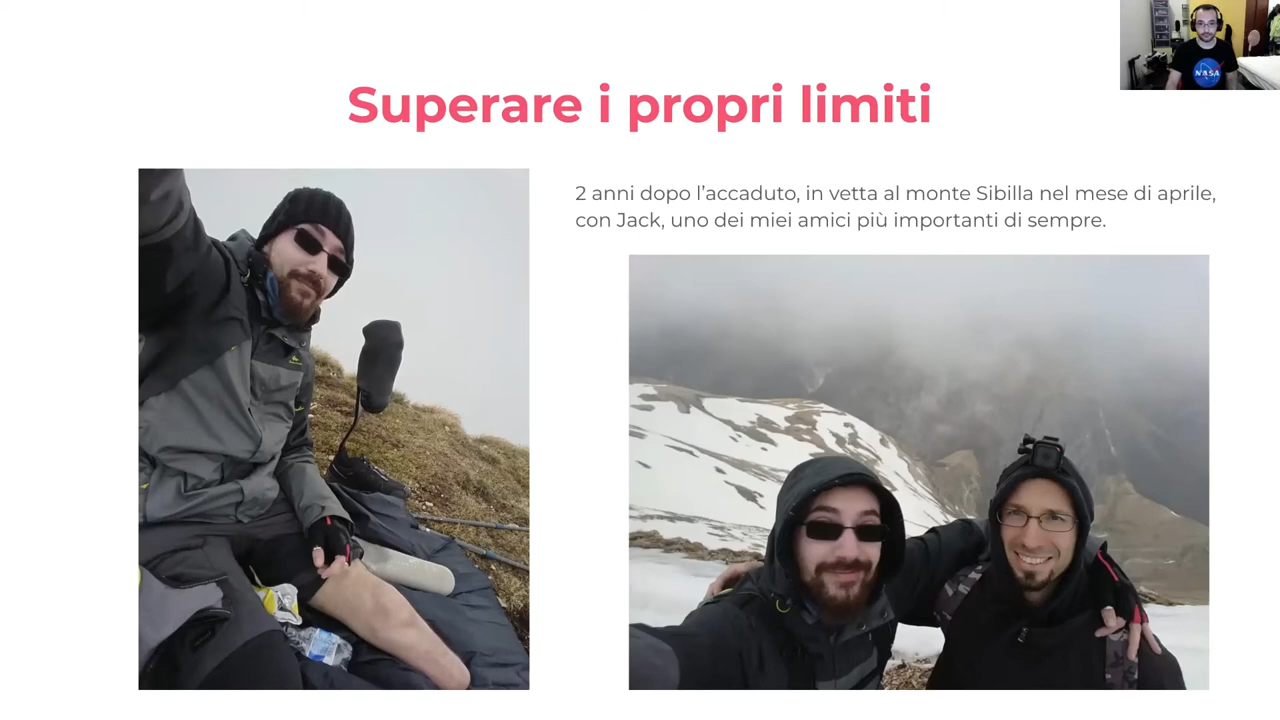 Superare i propri limiti
2 anni dopo l’accaduto, in vetta al monte Sibilla nel mese di aprile,
con Jack, uno dei miei amici più importanti di sempre.
NASA